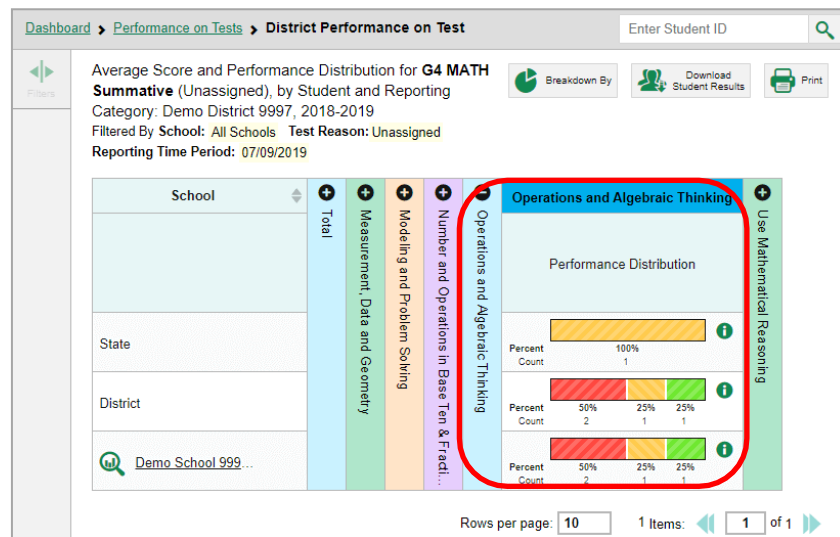 Dashboard > Performance on Tests > District Performance on Test
Enter Student ID
Filters
Average Score and Performance Distribution for G4 MATH
Summative (Unassigned), by Student and Reporting
Category: Demo District 9997, 2018-2019
Filtered By School: All Schools Test Reason: Unassigned
Reporting Time Period: 07/09/2019
Breakdown By
Download
Student Results
Print
School
Total
Measurement, Data and Geometry
Modeling and Problem Solving
Number and Operations in Base Ten & Fracti...
Operations and Algebraic Thinking
Operations and Algebraic Thinking
Performance Distribution
Use Mathematical Reasoning
State
Percent 100%
Count 1
District
Percent 50% 25% 25%
Count 2 1 1
Demo School 999...
Percent 50% 25% 25%
Count 2 1 1
Rows per page: 10 1 Items: 1 of 1